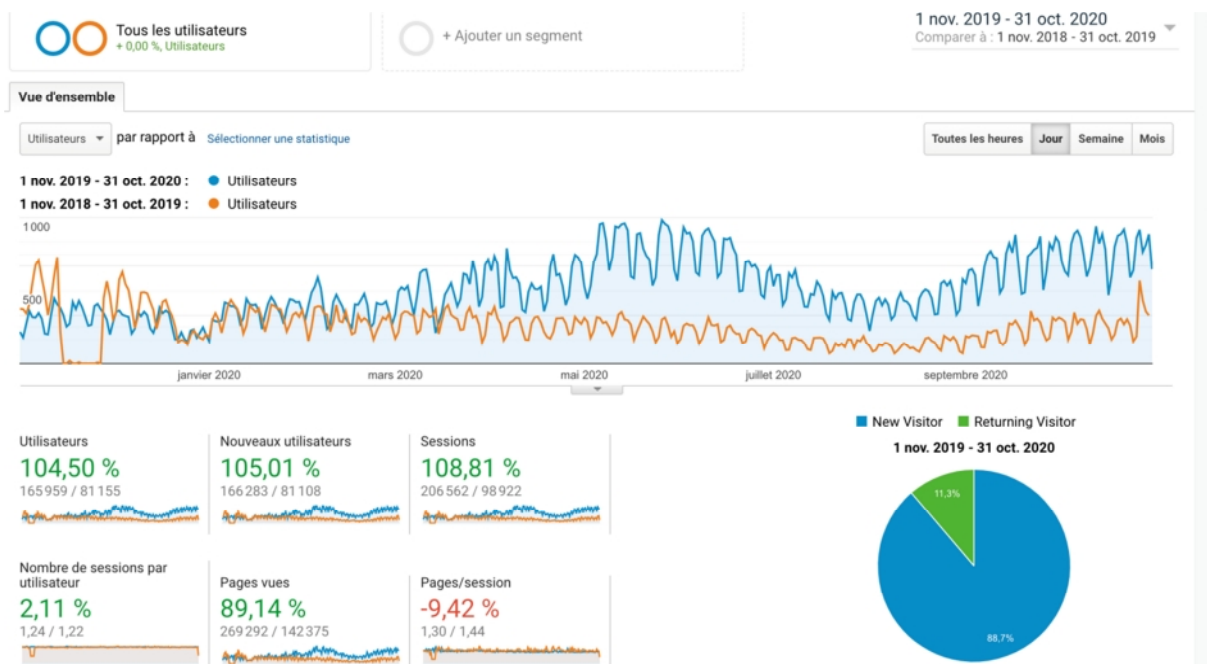 Tous les utilisateurs
+ 0,00 %, Utilisateurs
+ Ajouter un segment
1 nov. 2019 - 31 oct. 2020
Comparer à : 1 nov. 2018 - 31 oct. 2019
Vue d'ensemble
Utilisateurs par rapport à Sélectionner une statistique
Toutes les heures Jour Semaine Mois
1 nov. 2019 - 31 oct. 2020 : Utilisateurs
1 nov. 2018 - 31 oct. 2019 : Utilisateurs
1 000
500
janvier 2020 mars 2020 mai 2020 juillet 2020 septembre 2020
Utilisateurs
104,50 %
165 959 / 81 155
Nouveaux utilisateurs
105,01 %
166 283 / 81 108
Sessions
108,81 %
206 562 / 98 922
Nombre de sessions par
utilisateur
2,11 %
1,24 / 1,22
Pages vues
89,14 %
269 292 / 142 375
Pages/session
-9,42 %
1,30 / 1,44
New Visitor Returning Visitor
1 nov. 2019 - 31 oct. 2020
11,3%
88,7%